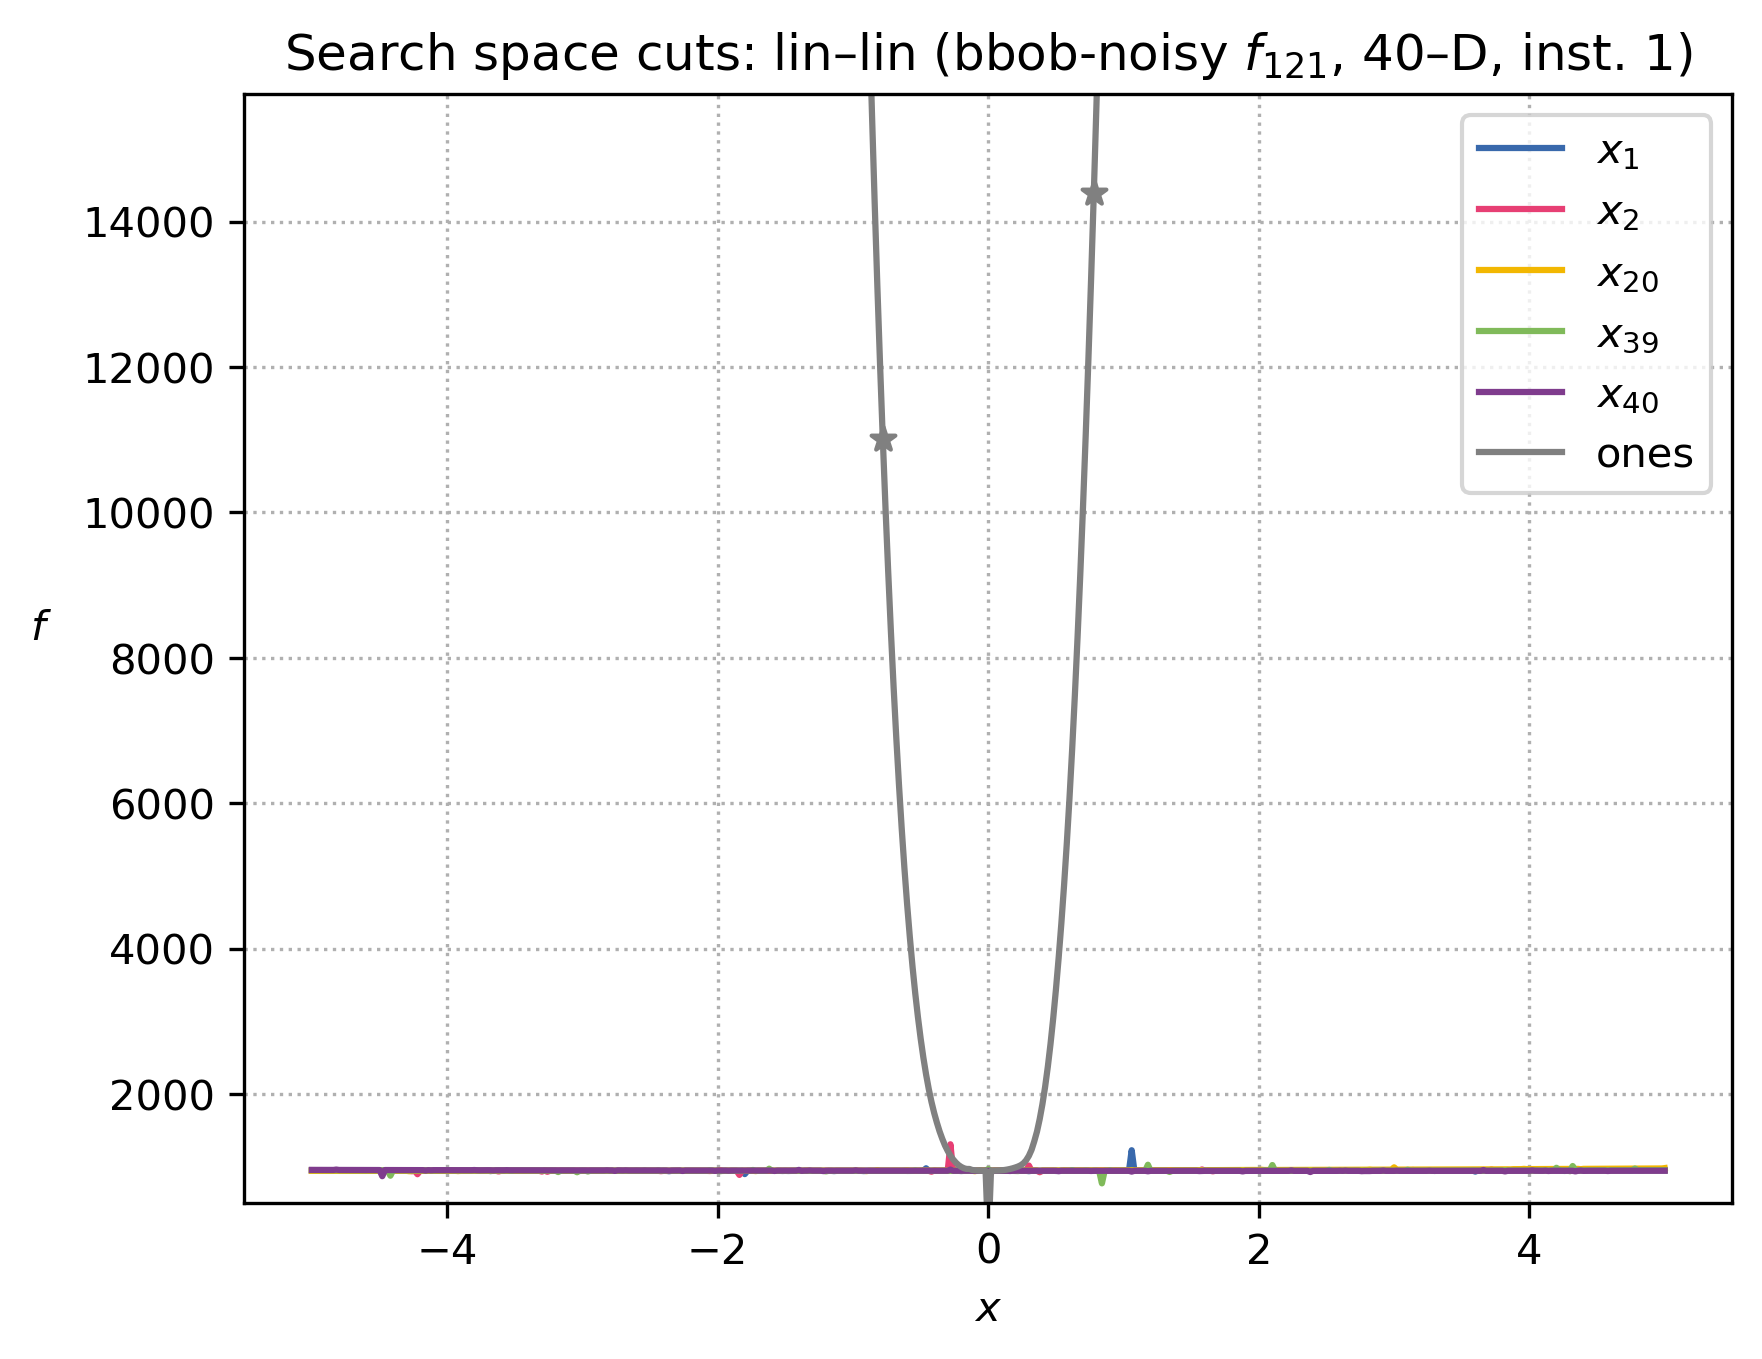 Search space cuts: lin–lin (bbob-noisy f₁₂₁, 40–D, inst. 1)
x₁
x₂
x₂₀
x₃₉
x₄₀
ones
14000
12000
10000
8000
6000
4000
2000
f
−4
−2
0
2
4
x